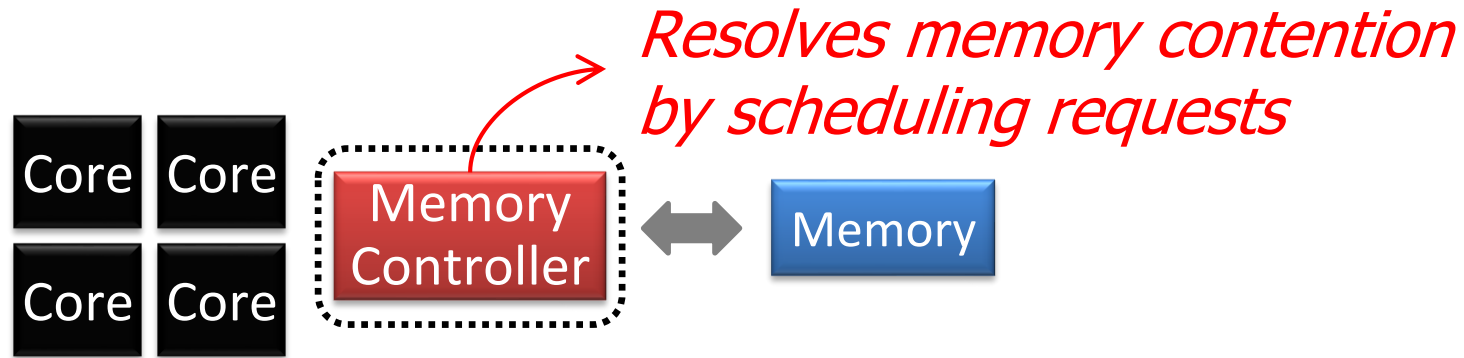 Resolves memory contention
by scheduling requests
Core Core
Memory
Controller
Memory
Core Core